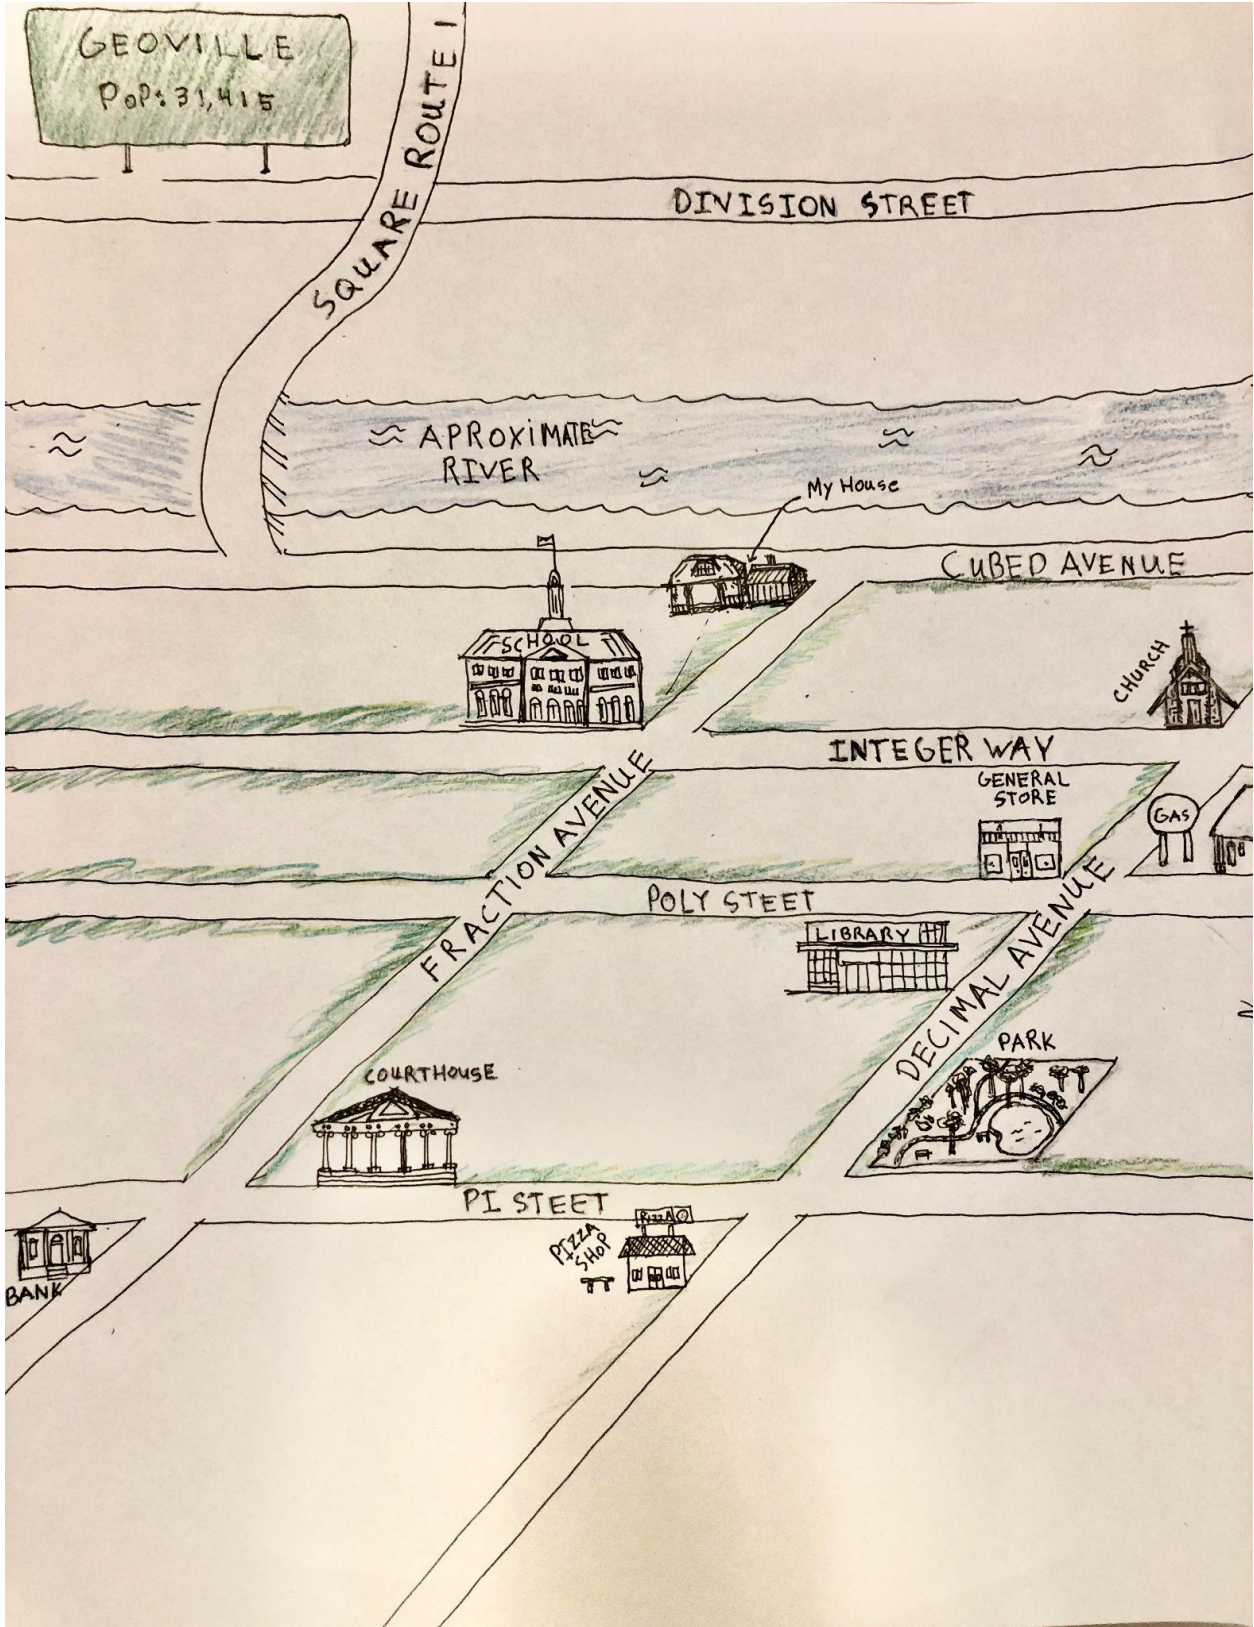 GEOVILLE
POP: 31,415
SQUARE ROUTE 1
DIVISION STREET
APROXIMATE
RIVER
My House
CUBED AVENUE
SCHOOL
CHURCH
INTEGER WAY
GENERAL
STORE
GAS
FRACTION AVENUE
POLY STEET
LIBRARY
DECIMAL AVENUE
PARK
COURTHOUSE
PI STEET
PIZZA
PIZZA
SHOP
BANK